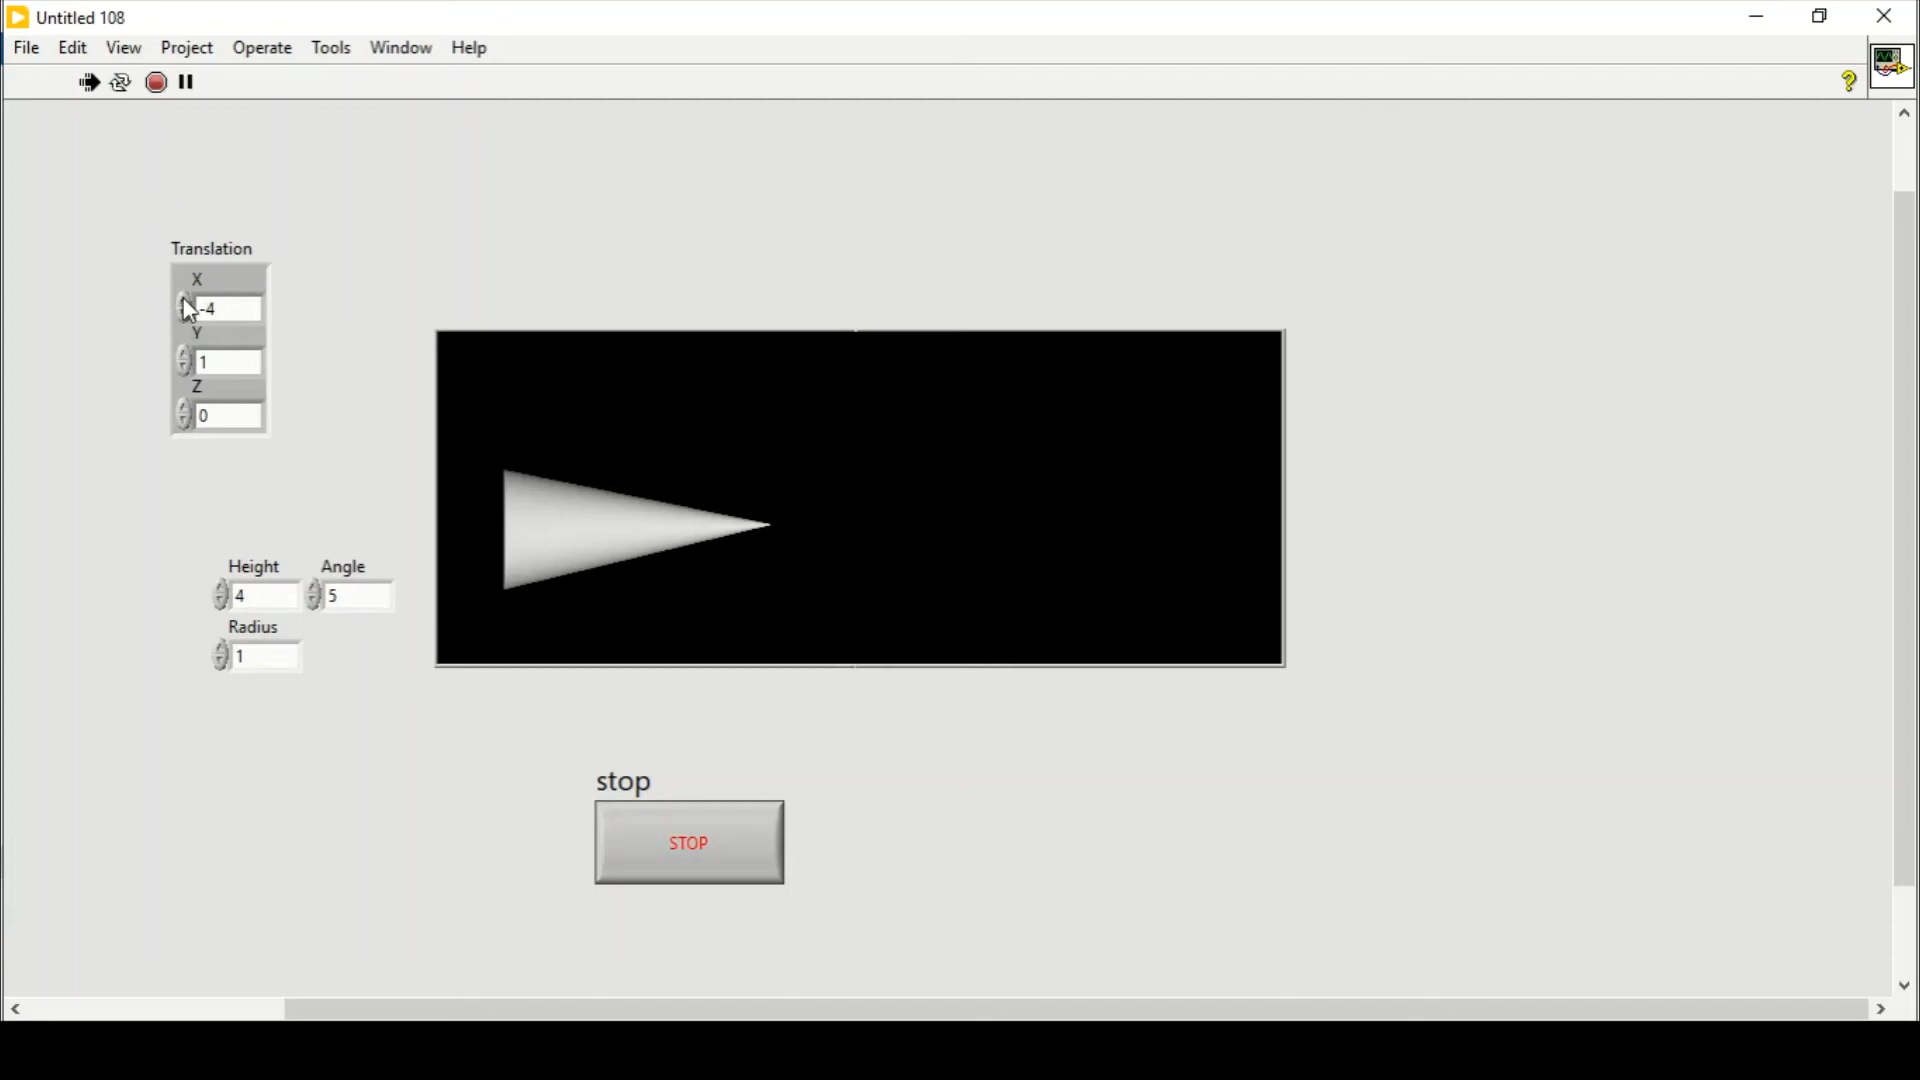 Untitled 108
File Edit View Project Operate Tools Window Help
?
Translation
X
-4
Y
1
Z
0
Height Angle
4 5
Radius
1
stop
STOP